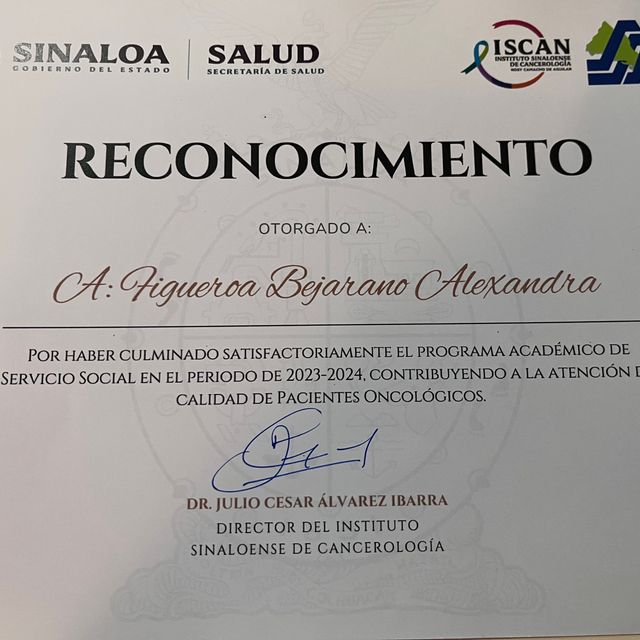 SINALOA
GOBIERNO DEL ESTADO
SALUD
SECRETARÍA DE SALUD
ISCAN
INSTITUTO SINALOENSE
DE CANCEROLOGÍA
RECONOCIMIENTO
OTORGADO A:
A: Figueroa Bejarano Alexandra
POR HABER CULMINADO SATISFACTORIAMENTE EL PROGRAMA ACADÉMICO DE
SERVICIO SOCIAL EN EL PERIODO DE 2023-2024, CONTRIBUYENDO A LA ATENCIÓN
CALIDAD DE PACIENTES ONCOLÓGICOS.
DR. JULIO CESAR ÁLVAREZ IBARRA
DIRECTOR DEL INSTITUTO
SINALOENSE DE CANCEROLOGÍA